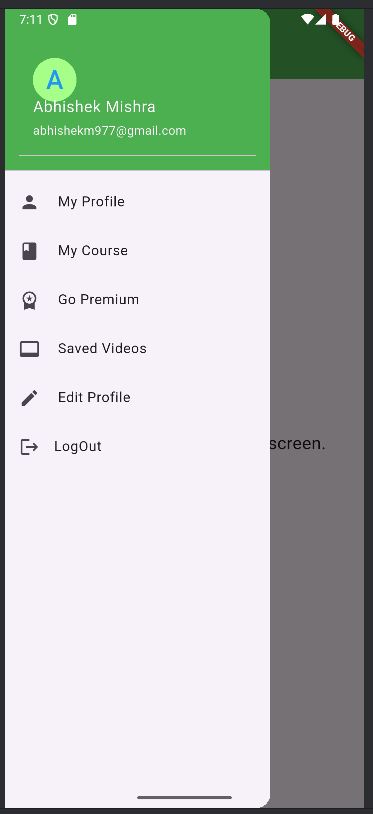 7:11
A
Abhishek Mishra
abhishekm977@gmail.com
My Profile
My Course
Go Premium
Saved Videos
screen.
Edit Profile
LogOut